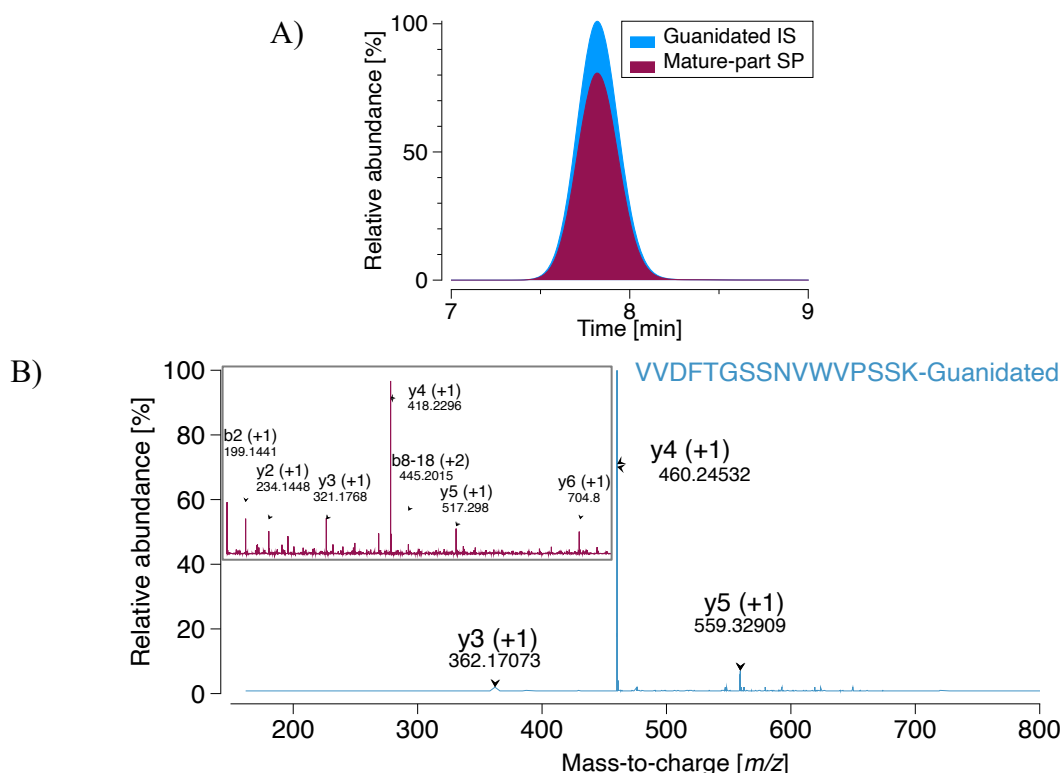 A)
Relative abundance [%]
100
50
0
Guanidated IS
Mature-part SP
7
8
9
Time [min]
B)
Relative abundance [%]
100
80
60
40
20
0
VVDFTGSSNVWVPSSK-Guanidated
b2 (+1)
199.1441
y2 (+1)
234.1448
y3 (+1)
321.1768
y4 (+1)
418.2296
b8-18 (+2)
445.2015
y5 (+1)
517.298
y6 (+1)
704.8
y4 (+1)
460.24532
y3 (+1)
362.17073
y5 (+1)
559.32909
200
300
400
500
600
700
800
Mass-to-charge [m/z]